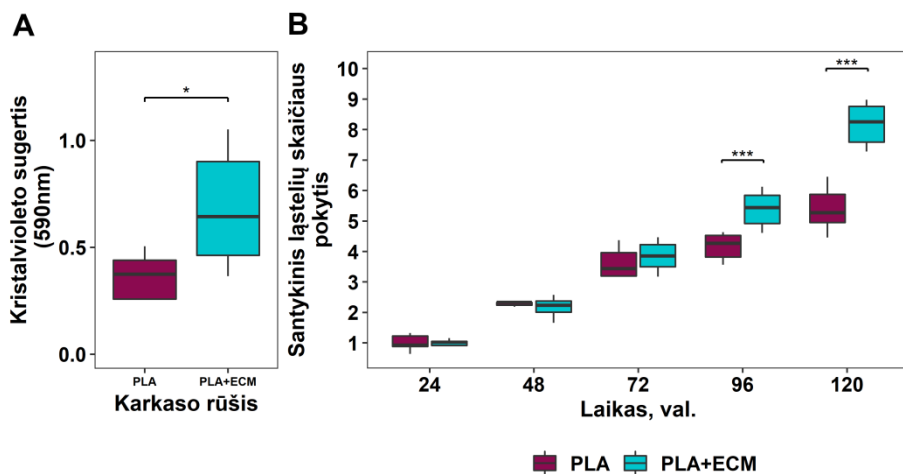 A
Kristalvioleto sugertis
(590nm)
1.0
0.5
0.0
*
PLA
PLA+ECM
Karkaso rūšis
B
Santykinis ląstelių skaičiaus
pokytis
10
9
8
7
6
5
4
3
2
1
***
***
24
48
72
96
120
Laikas, val.
PLA
PLA+ECM